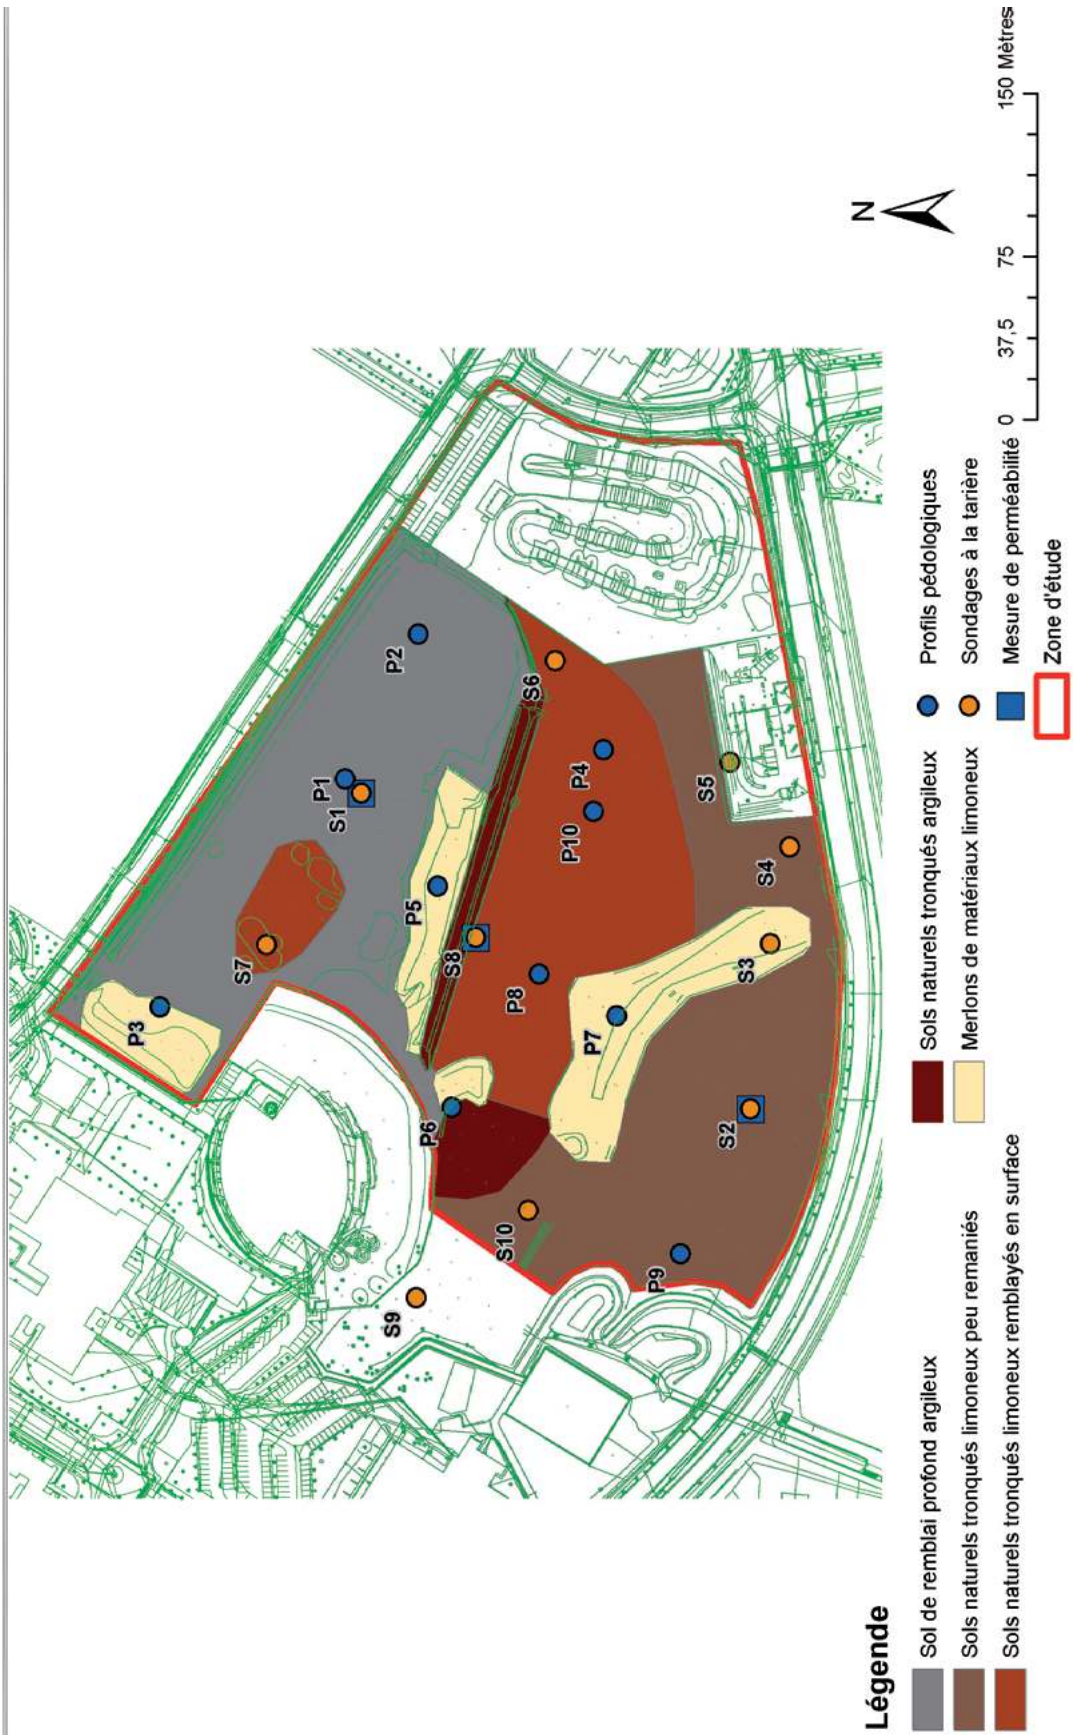 P3
S7
S1
P1
P2
P5
S9
P6
S8
S6
S10
P8
P10
P4
P7
P9
S2
S3
S4
S5
N
Légende
Sol de remblai profond argileux
Sols naturels tronqués limoneux peu remaniés
Sols naturels tronqués limoneux remblayés en surface
Sols naturels tronqués argileux
Merlons de matériaux limoneux
Profils pédologiques
Sondages à la tarière
Mesure de perméabilité
Zone d'étude
0 37,5 75 150 Mètres